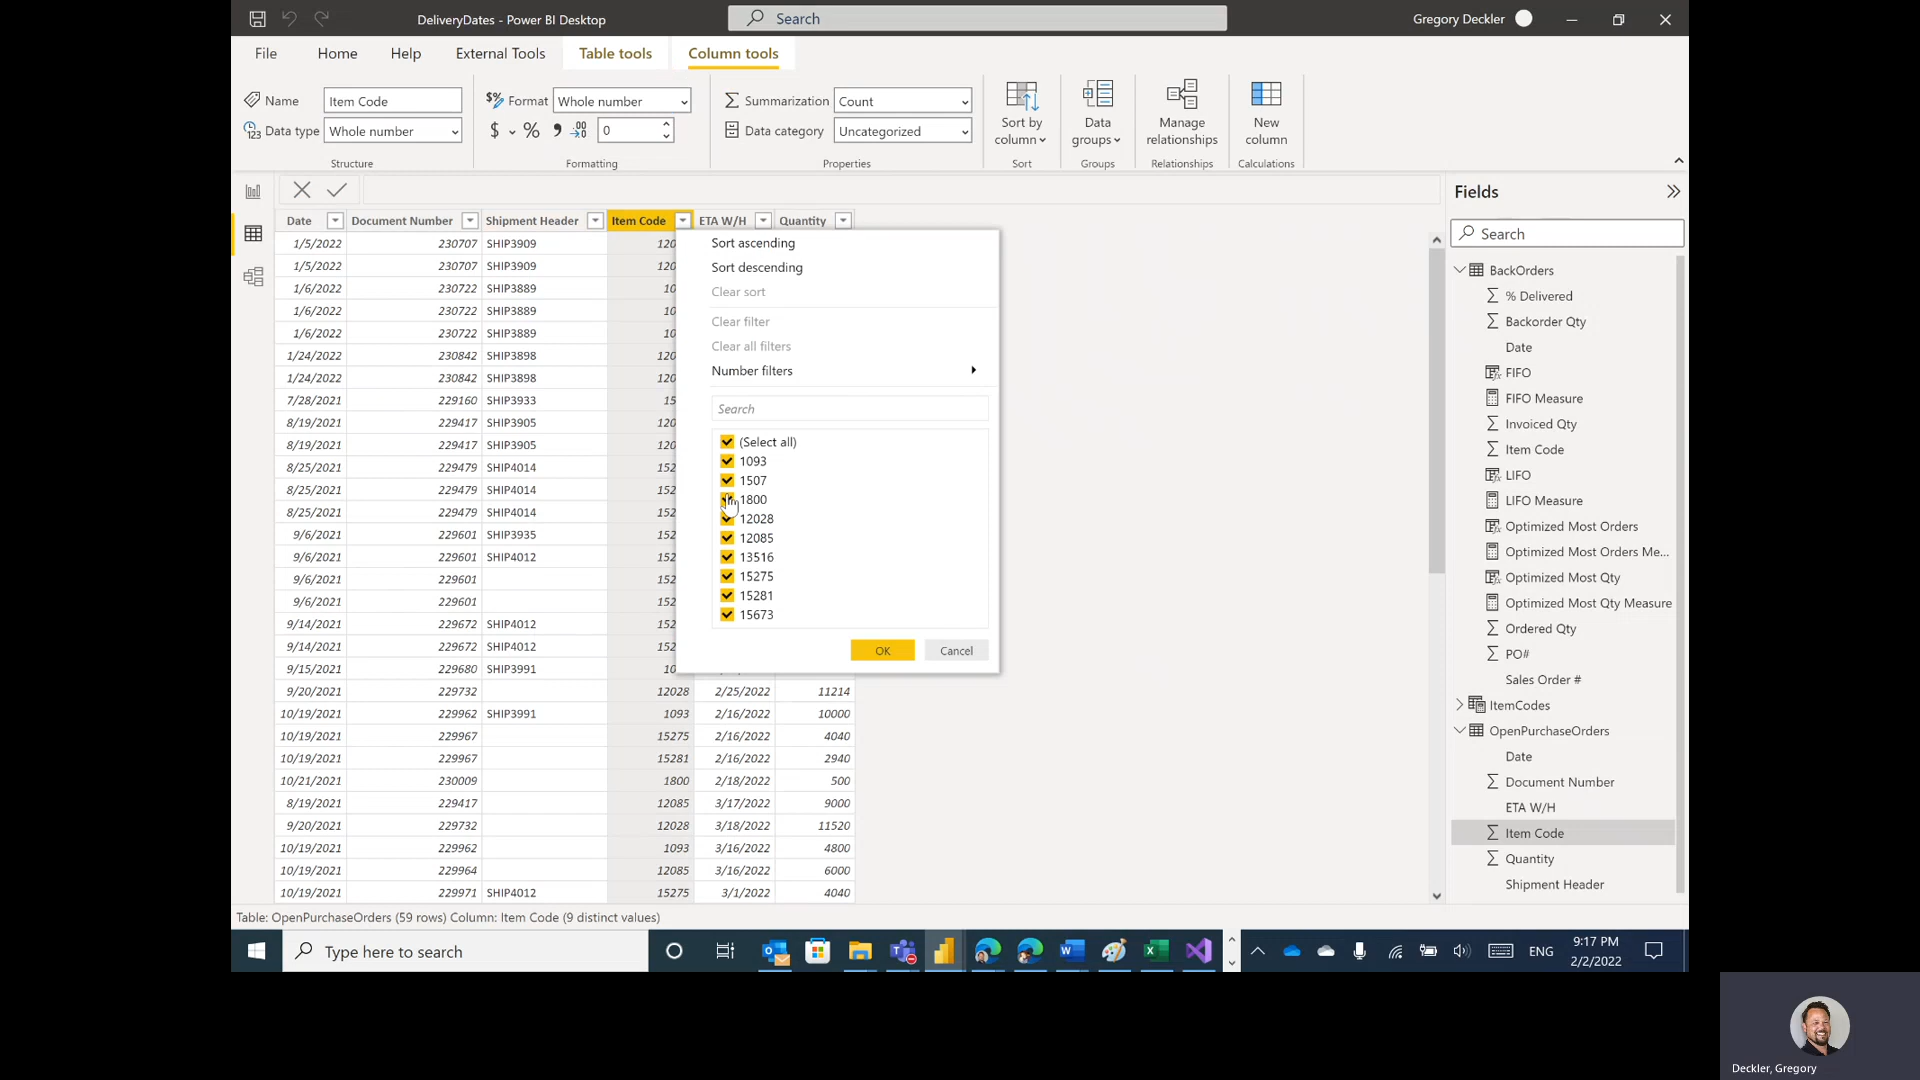 DeliveryDates - Power BI Desktop
Search
Gregory Deckler
File Home Help External Tools Table tools Column tools
Name Item Code
$% Format Whole number
Summarization Count
Data type Whole number
$ % 0
Data category Uncategorized
Sort by column
Data groups
Manage relationships
New column
Structure Formatting Properties Sort Groups Relationships Calculations
Date Document Number Shipment Header Item Code ETA W/H Quantity
1/5/2022 230707 SHIP3909
1/5/2022 230707 SHIP3909
1/6/2022 230722 SHIP3889
1/6/2022 230722 SHIP3889
1/6/2022 230722 SHIP3889
1/24/2022 230842 SHIP3898
1/24/2022 230842 SHIP3898
7/28/2021 229160 SHIP3933
8/19/2021 229417 SHIP3905
8/19/2021 229417 SHIP3905
8/25/2021 229479 SHIP4014
8/25/2021 229479 SHIP4014
8/25/2021 229479 SHIP4014
9/6/2021 229601 SHIP3935
9/6/2021 229601 SHIP4012
9/6/2021 229601
9/6/2021 229601
9/14/2021 229672 SHIP4012
9/14/2021 229672 SHIP4012
9/15/2021 229680 SHIP3991
9/20/2021 229732 12028 2/25/2022 11214
10/19/2021 229962 SHIP3991 1093 2/16/2022 10000
10/19/2021 229967 15275 2/16/2022 4040
10/19/2021 229967 15281 2/16/2022 2940
10/21/2021 230009 1800 2/18/2022 500
8/19/2021 229417 12085 3/17/2022 9000
9/20/2021 229732 12028 3/18/2022 11520
10/19/2021 229962 1093 3/16/2022 4800
10/19/2021 229964 12085 3/16/2022 6000
10/19/2021 229971 SHIP4012 15275 3/1/2022 4040
Sort ascending
Sort descending
Clear sort
Clear filter
Clear all filters
Number filters
Search
(Select all)
1093
1507
1800
12028
12085
13516
15275
15281
15673
OK Cancel
Fields
Search
BackOrders
% Delivered
Backorder Qty
Date
FIFO
FIFO Measure
Invoiced Qty
Item Code
LIFO
LIFO Measure
Optimized Most Orders
Optimized Most Orders Me...
Optimized Most Qty
Optimized Most Qty Measure
Ordered Qty
PO#
Sales Order #
ItemCodes
OpenPurchaseOrders
Date
Document Number
ETA W/H
Item Code
Quantity
Shipment Header
Table: OpenPurchaseOrders (59 rows) Column: Item Code (9 distinct values)
Type here to search
ENG
9:17 PM
2/2/2022
Deckler, Gregory